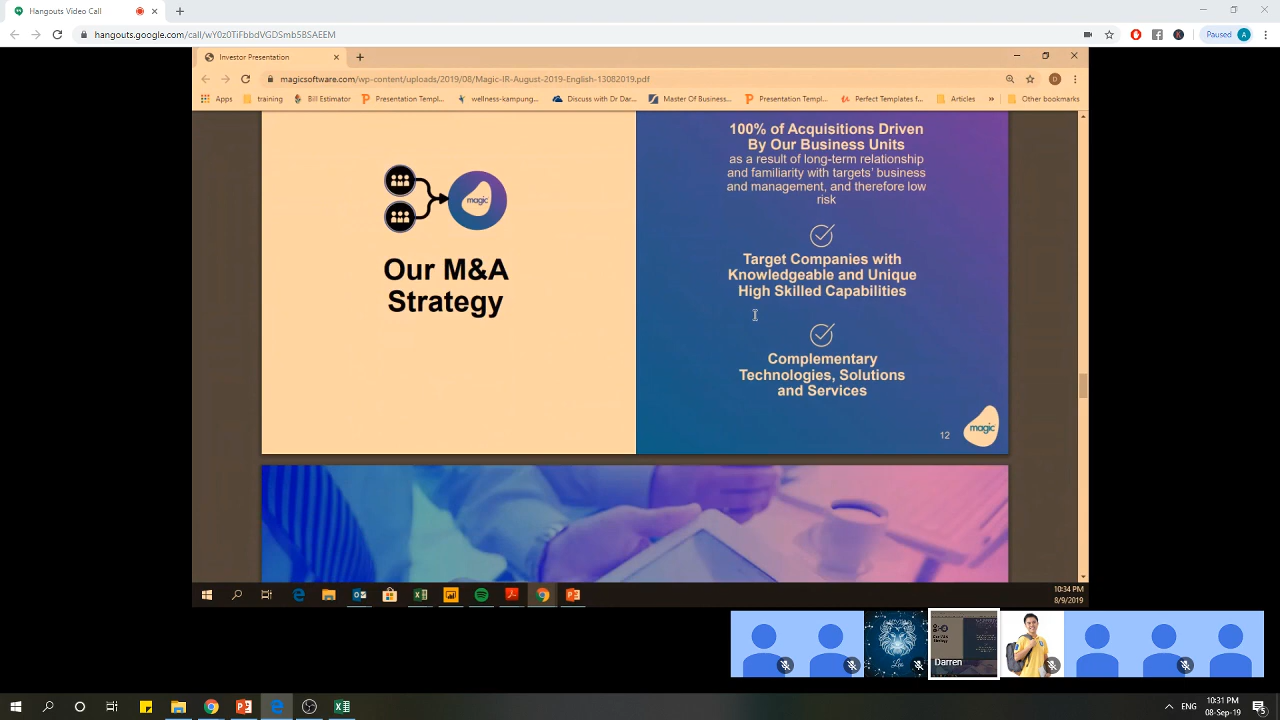 Hangouts Video Call
hangouts.google.com/call/wY0z0TiFbbdVGDSmb5BSAEEM
Paused
A
Investor Presentation
magicsoftware.com/wp-content/uploads/2019/08/Magic-IR-August-2019-English-13082019.pdf
D
Apps
training
Bill Estimator
Presentation Templ...
wellness-kampung...
Discuss with Dr Dar...
Master Of Business...
Presentation Templ...
Perfect Templates f...
Articles
»
Other bookmarks
magic
Our M&A
Strategy
100% of Acquisitions Driven
By Our Business Units
as a result of long-term relationship
and familiarity with targets' business
and management, and therefore low
risk
Target Companies with
Knowledgeable and Unique
High Skilled Capabilities
Complementary
Technologies, Solutions
and Services
12
magic
10:34 PM
8/9/2019
Leo
Our M&A
Strategy
Darren
ENG
10:31 PM
08-Sep-19